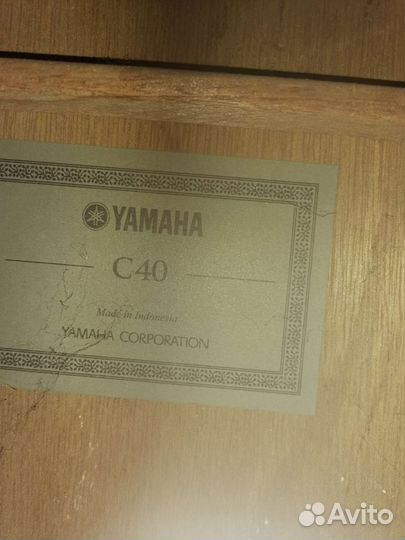 YAMAHA
C40
Made in Indonesia
YAMAHA CORPORATION
Avito